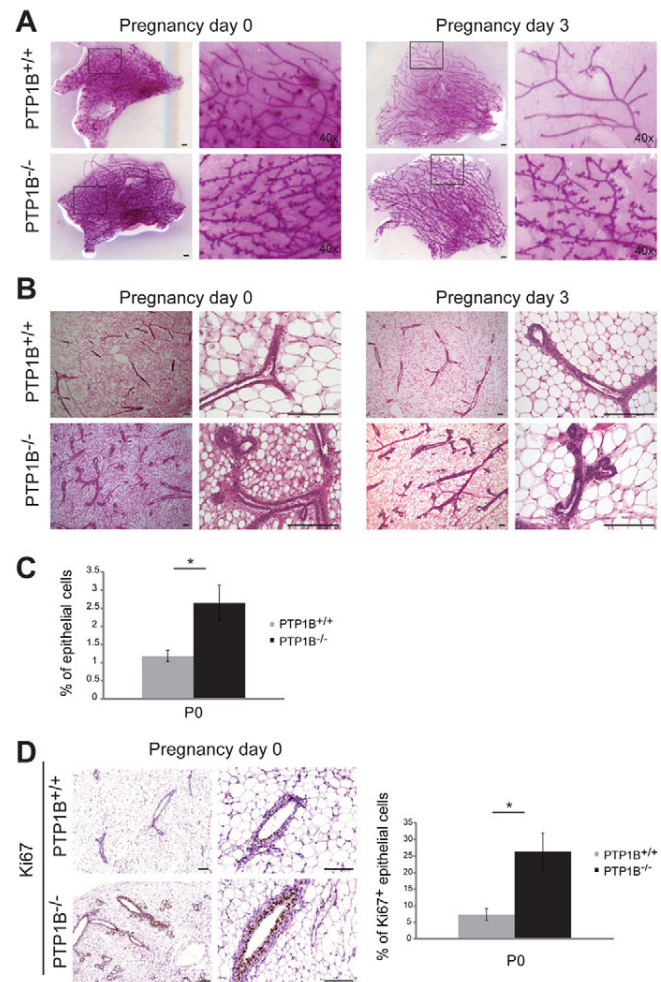 A
Pregnancy day 0
Pregnancy day 3
PTP1B+/+
40x
40x
PTP1B-/-
40x
40x
B
Pregnancy day 0
Pregnancy day 3
PTP1B+/+
PTP1B-/-
C
% of epithelial cells
3.5
3
2.5
2
1.5
1
0.5
0
*
P0
PTP1B+/+
PTP1B-/-
D
Pregnancy day 0
Ki67
PTP1B+/+
PTP1B-/-
% of Ki67+ epithelial cells
35
30
25
20
15
10
5
0
*
P0
PTP1B+/+
PTP1B-/-